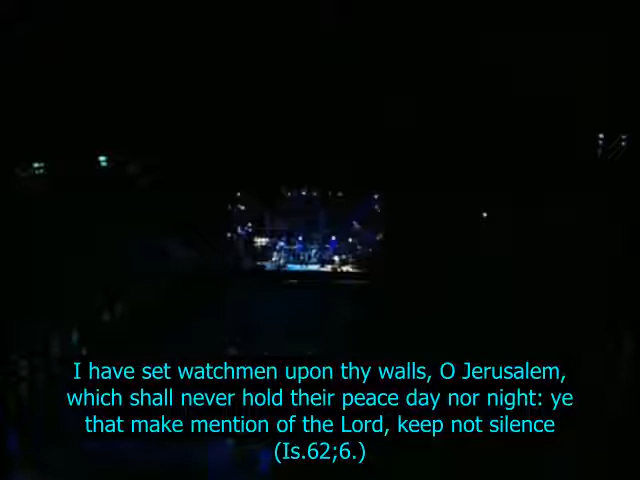 I have set watchmen upon thy walls, O Jerusalem,
which shall never hold their peace day nor night: ye
that make mention of the Lord, keep not silence
(Is.62;6.)